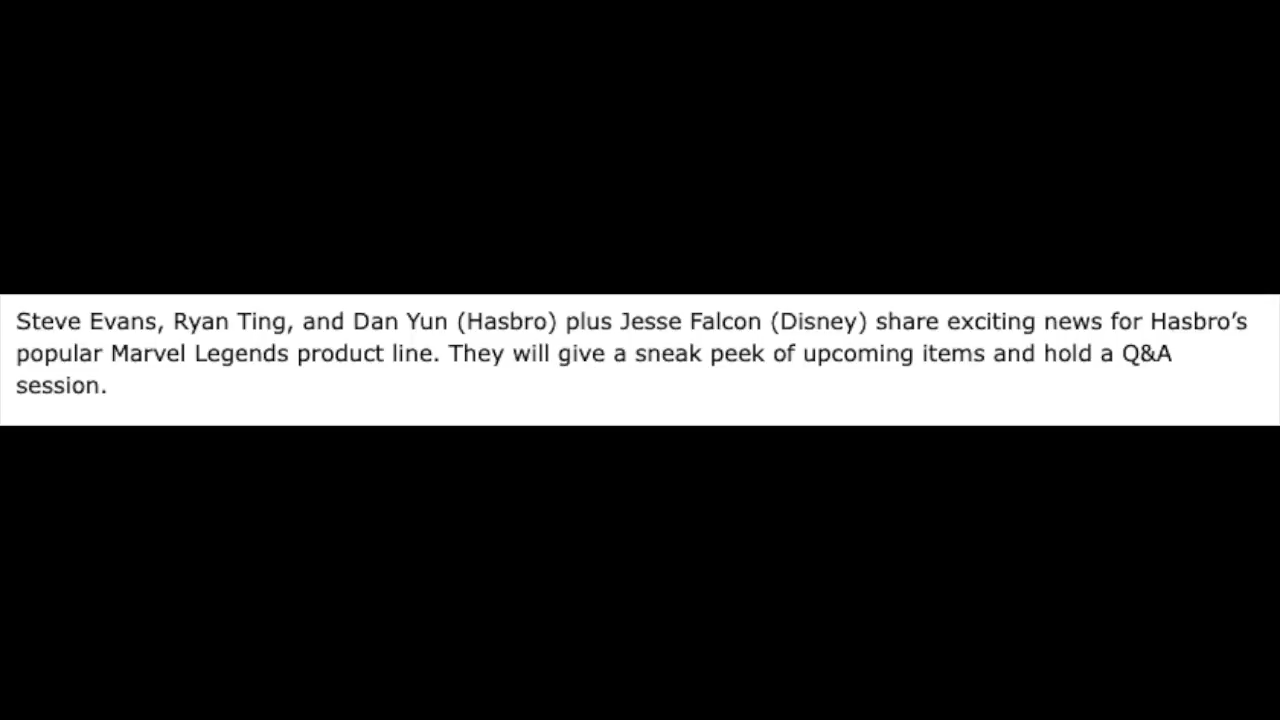 Steve Evans, Ryan Ting, and Dan Yun (Hasbro) plus Jesse Falcon (Disney) share exciting news for Hasbro’s
popular Marvel Legends product line. They will give a sneak peek of upcoming items and hold a Q&A
session.